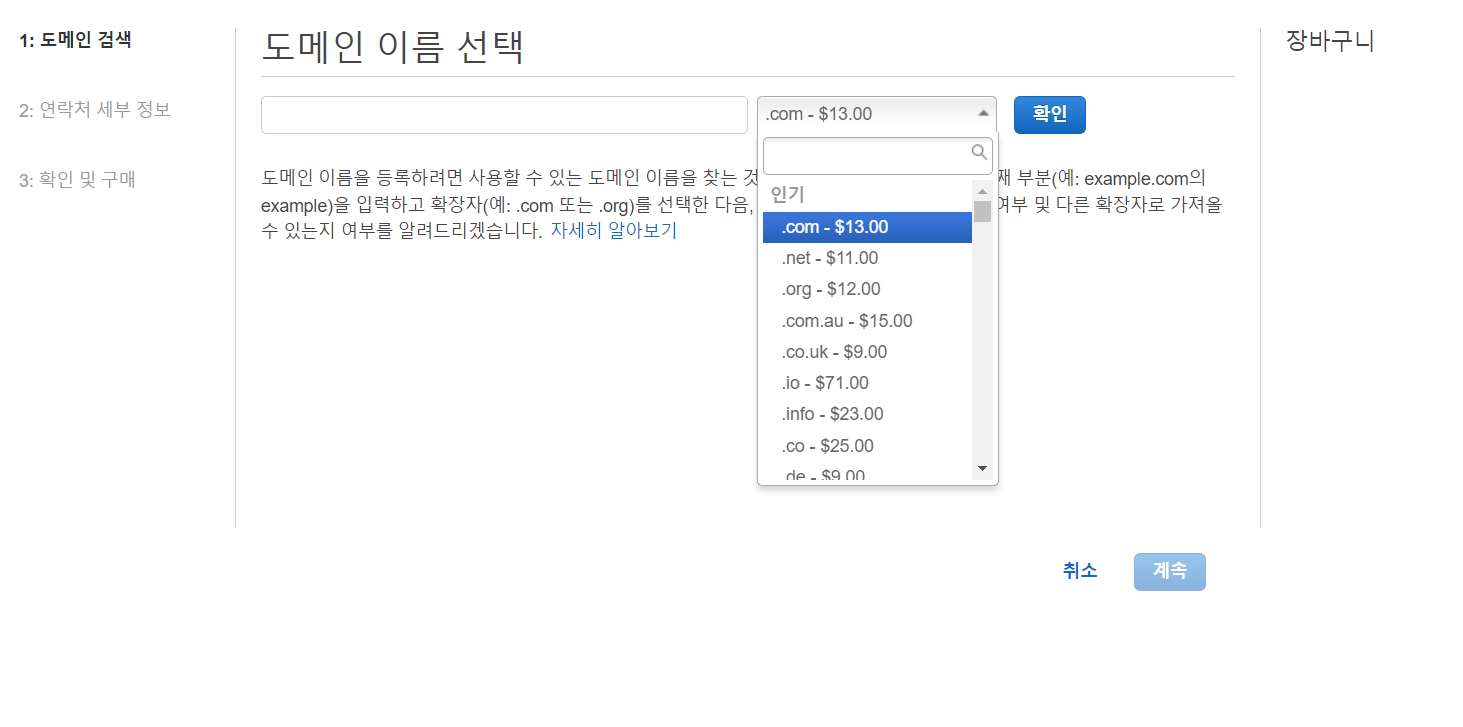 1: 도메인 검색
2: 연락처 세부 정보
3: 확인 및 구매
도메인 이름 선택
.com - $13.00
확인
인기
.com - $13.00
.net - $11.00
.org - $12.00
.com.au - $15.00
.co.uk - $9.00
.io - $71.00
.info - $23.00
.co - $25.00
.de - $9.00
도메인 이름을 등록하려면 사용할 수 있는 도메인 이름을 찾는 것 부분(예: example.com의
example)을 입력하고 확장자(예: .com 또는 .org)를 선택한 다음, 여부 및 다른 확장자로 가져올
수 있는지 여부를 알려드리겠습니다. 자세히 알아보기
취소
계속
장바구니